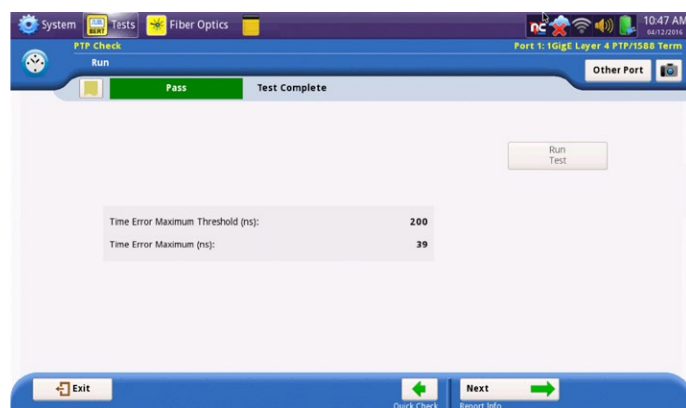 System BERT Tests Fiber Optics 10:47 AM
04/12/2016
PTP Check Port 1: 1GigE Layer 4 PTP/1588 Term
Run
Other Port
Pass Test Complete
Run
Test
Time Error Maximum Threshold (ns): 200
Time Error Maximum (ns): 39
Exit Next
Quick Check Report Info